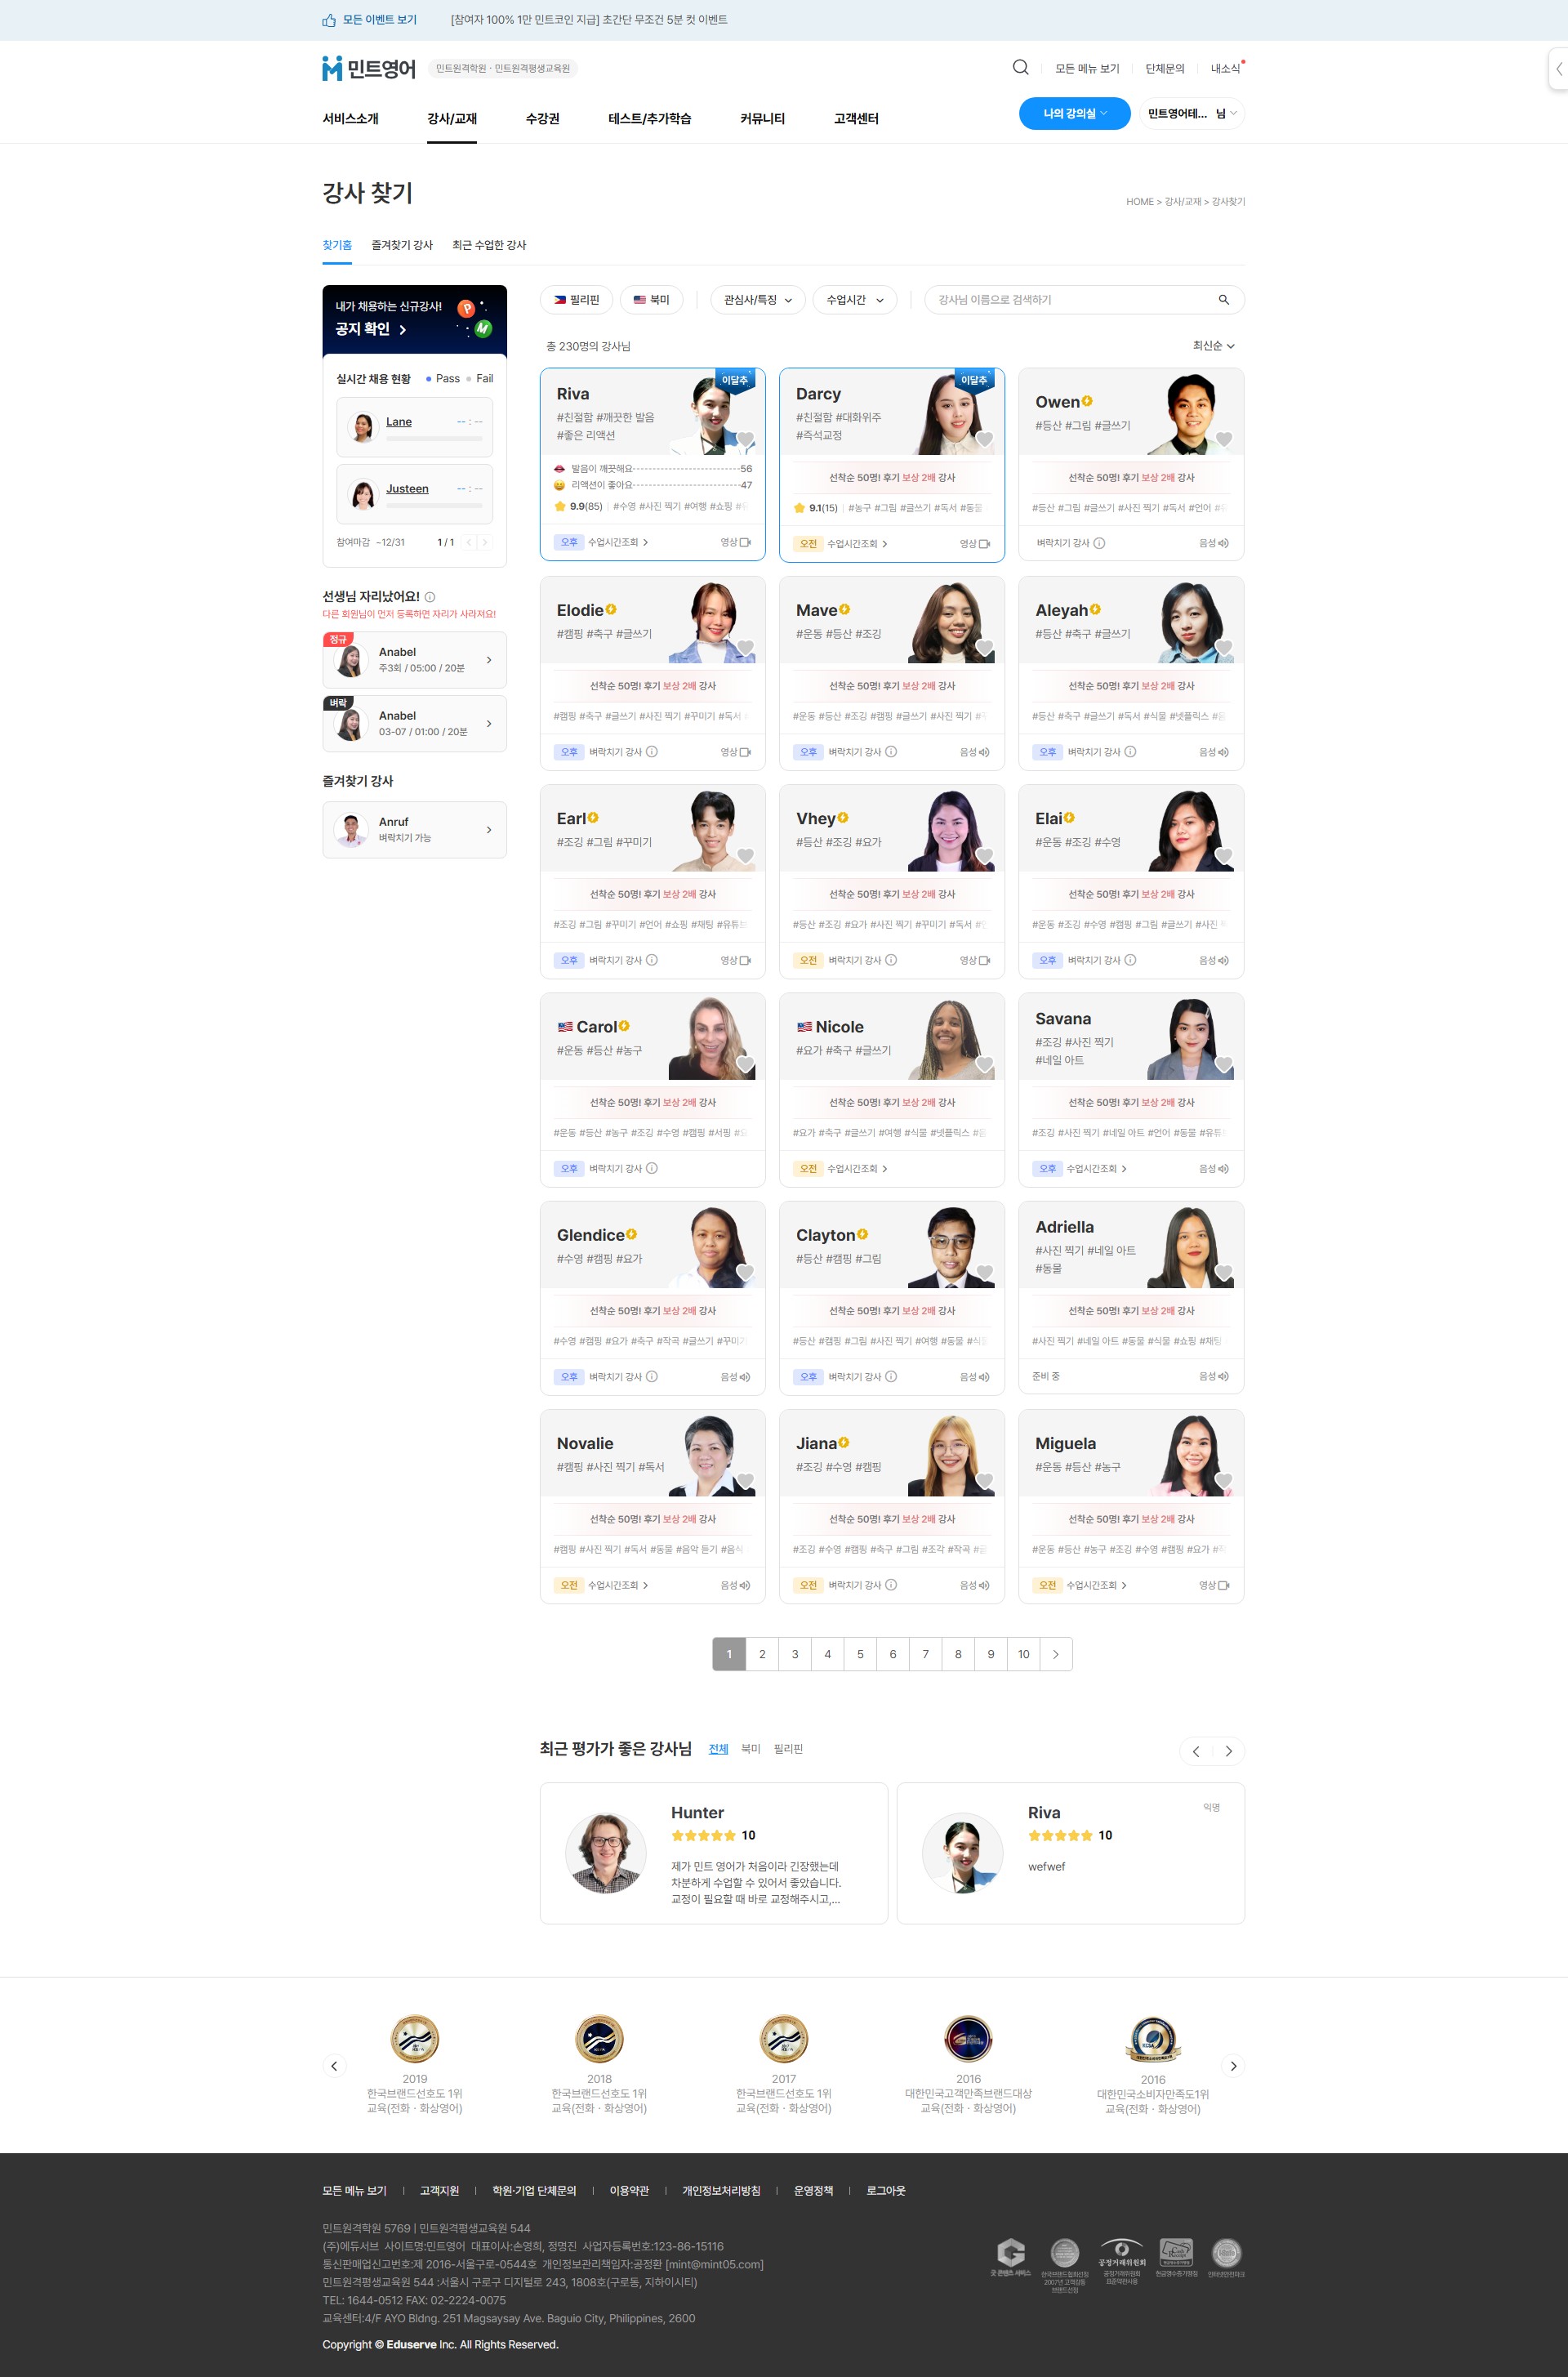 모든 이벤트 보기
[참여자 100% 1만 민트코인 지급] 초간단 무조건 5분 컷 이벤트
민트영어
민트원격학원 · 민트원격평생교육원
모든 메뉴 보기
단체문의
내소식
서비스소개
강사/교재
수강권
테스트/추가학습
커뮤니티
고객센터
나의 강의실
민트영어테... 님
강사 찾기
HOME > 강사/교재 > 강사찾기
찾기홈
즐겨찾기 강사
최근 수업한 강사
내가 채용하는 신규강사!
공지 확인
실시간 채용 현황
Pass
Fail
Lane
-- : --
Justeen
-- : --
참여마감 ~12/31
1 / 1
선생님 자리났어요!
다른 회원님이 먼저 등록하면 자리가 사라져요!
정규
Anabel
주3회 / 05:00 / 20분
벼락
Anabel
03-07 / 01:00 / 20분
즐겨찾기 강사
Anruf
벼락치기 가능
필리핀
북미
관심사/특징
수업시간
강사님 이름으로 검색하기
총 230명의 강사님
최신순
이달추
Riva
#친절함 #깨끗한 발음
#좋은 리액션
발음이 깨끗해요 56
리액션이 좋아요 47
9.9(85) #수영 #사진 찍기 #여행 #쇼핑
오후 수업시간조회 영상
이달추
Darcy
#친절함 #대화위주
#즉석교정
선착순 50명! 후기 보상 2배 강사
9.1(15) #농구 #그림 #글쓰기 #독서 #동물
오전 수업시간조회 영상
Owen
#등산 #그림 #글쓰기
선착순 50명! 후기 보상 2배 강사
#등산 #그림 #글쓰기 #사진 찍기 #독서 #언어
벼락치기 강사 음성
Elodie
#캠핑 #축구 #글쓰기
선착순 50명! 후기 보상 2배 강사
#캠핑 #축구 #글쓰기 #사진 찍기 #꾸미기 #독서
오후 벼락치기 강사 영상
Mave
#운동 #등산 #조깅
선착순 50명! 후기 보상 2배 강사
#운동 #등산 #조깅 #캠핑 #글쓰기 #사진 찍기
오후 벼락치기 강사 음성
Aleyah
#등산 #축구 #글쓰기
선착순 50명! 후기 보상 2배 강사
#등산 #축구 #글쓰기 #독서 #식물 #넷플릭스
오후 벼락치기 강사 음성
Earl
#조깅 #그림 #꾸미기
선착순 50명! 후기 보상 2배 강사
#조깅 #그림 #꾸미기 #언어 #쇼핑 #채팅 #유튜브
오후 벼락치기 강사 영상
Vhey
#등산 #조깅 #요가
선착순 50명! 후기 보상 2배 강사
#등산 #조깅 #요가 #사진 찍기 #꾸미기 #독서
오전 벼락치기 강사 영상
Elai
#운동 #조깅 #수영
선착순 50명! 후기 보상 2배 강사
#운동 #조깅 #수영 #캠핑 #그림 #글쓰기 #사진
오후 벼락치기 강사 음성
Carol
#운동 #등산 #농구
선착순 50명! 후기 보상 2배 강사
#운동 #등산 #농구 #조깅 #수영 #캠핑 #서핑
오후 벼락치기 강사
Nicole
#요가 #축구 #글쓰기
선착순 50명! 후기 보상 2배 강사
#요가 #축구 #글쓰기 #여행 #식물 #넷플릭스
오전 수업시간조회
Savana
#조깅 #사진 찍기
#네일 아트
선착순 50명! 후기 보상 2배 강사
#조깅 #사진 찍기 #네일 아트 #언어 #동물
오후 수업시간조회 음성
Glendice
#수영 #캠핑 #요가
선착순 50명! 후기 보상 2배 강사
#수영 #캠핑 #요가 #축구 #작곡 #글쓰기 #꾸미기
오후 벼락치기 강사 음성
Clayton
#등산 #캠핑 #그림
선착순 50명! 후기 보상 2배 강사
#등산 #캠핑 #그림 #사진 찍기 #여행 #동물
오후 벼락치기 강사 음성
Adriella
#사진 찍기 #네일 아트
#동물
선착순 50명! 후기 보상 2배 강사
#사진 찍기 #네일 아트 #동물 #식물 #쇼핑 #채팅
준비 중 음성
Novalie
#캠핑 #사진 찍기 #독서
선착순 50명! 후기 보상 2배 강사
#캠핑 #사진 찍기 #독서 #동물 #음악 듣기 #음식
오전 수업시간조회 음성
Jiana
#조깅 #수영 #캠핑
선착순 50명! 후기 보상 2배 강사
#조깅 #수영 #캠핑 #축구 #그림 #조각 #작곡
오전 벼락치기 강사 음성
Miguela
#운동 #등산 #농구
선착순 50명! 후기 보상 2배 강사
#운동 #등산 #농구 #조깅 #수영 #캠핑 #요가
오전 수업시간조회 영상
1 2 3 4 5 6 7 8 9 10
최근 평가가 좋은 강사님
전체 북미 필리핀
Hunter
10
제가 민트 영어가 처음이라 긴장했는데
차분하게 수업할 수 있어서 좋았습니다.
교정이 필요할 때 바로 교정해주시고,...
Riva
익명
10
wefwef
2019
한국브랜드선호도 1위
교육(전화 · 화상영어)
2018
한국브랜드선호도 1위
교육(전화 · 화상영어)
2017
한국브랜드선호도 1위
교육(전화 · 화상영어)
2016
대한민국고객만족브랜드대상
교육(전화 · 화상영어)
2016
대한민국소비자만족도1위
교육(전화 · 화상영어)
모든 메뉴 보기
고객지원
학원·기업 단체문의
이용약관
개인정보처리방침
운영정책
로그아웃
민트원격학원 5769 | 민트원격평생교육원 544
(주)에듀서브 사이트명:민트영어 대표이사:손영희, 정명진 사업자등록번호:123-86-15116
통신판매업신고번호:제 2016-서울구로-0544호 개인정보관리책임자:공정환 [mint@mint05.com]
민트원격평생교육원 544 :서울시 구로구 디지털로 243, 1808호(구로동, 지하이시티)
TEL: 1644-0512 FAX: 02-2224-0075
교육센터:4/F AYO Bldng. 251 Magsaysay Ave. Baguio City, Philippines, 2600
Copyright © Eduserve Inc. All Rights Reserved.
굿 콘텐츠 서비스
공정거래위원회
공정거래위원회
표준약관사용
현금영수증가맹점